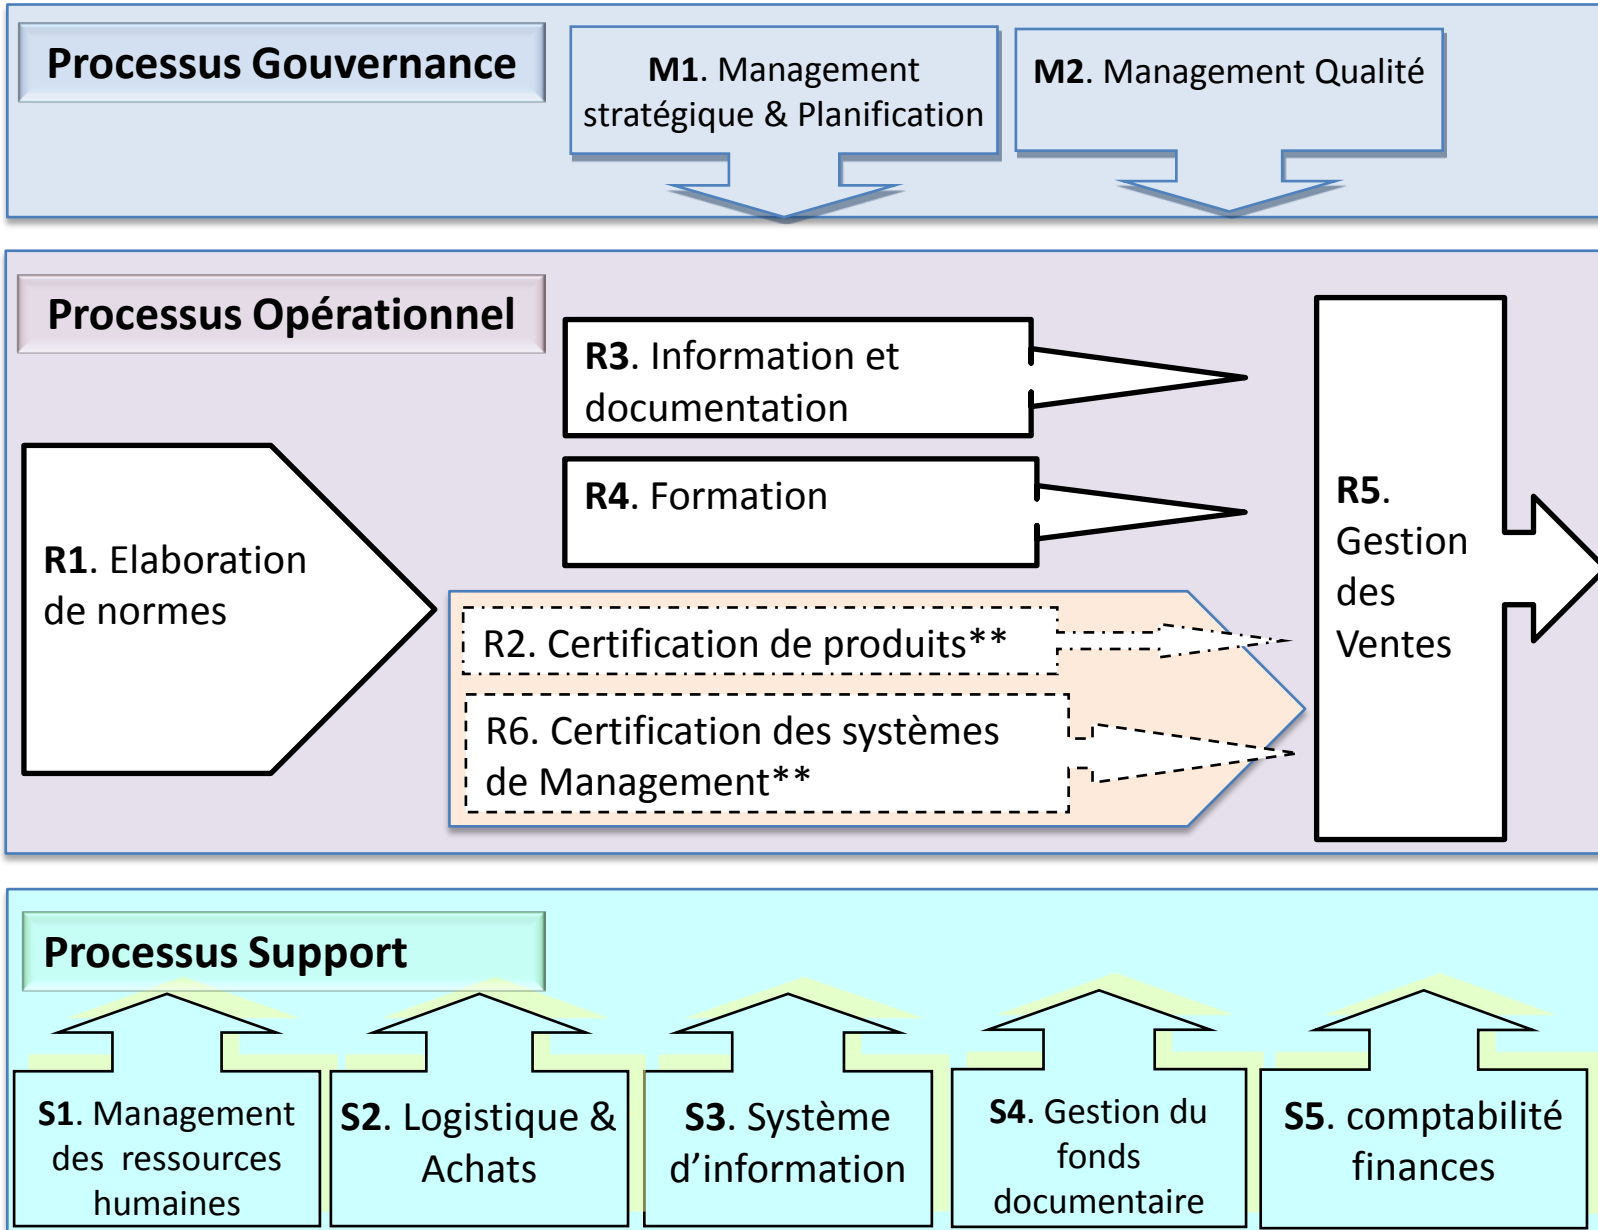 Processus Gouvernance
M1. Management
stratégique & Planification
M2. Management Qualité
Processus Opérationnel
R3. Information et
documentation
R4. Formation
R1. Elaboration
de normes
R2. Certification de produits**
R6. Certification des systèmes
de Management**
R5.
Gestion
des
Ventes
Processus Support
S1. Management
des ressources
humaines
S2. Logistique &
Achats
S3. Système
d’information
S4. Gestion du
fonds
documentaire
S5. comptabilité
finances